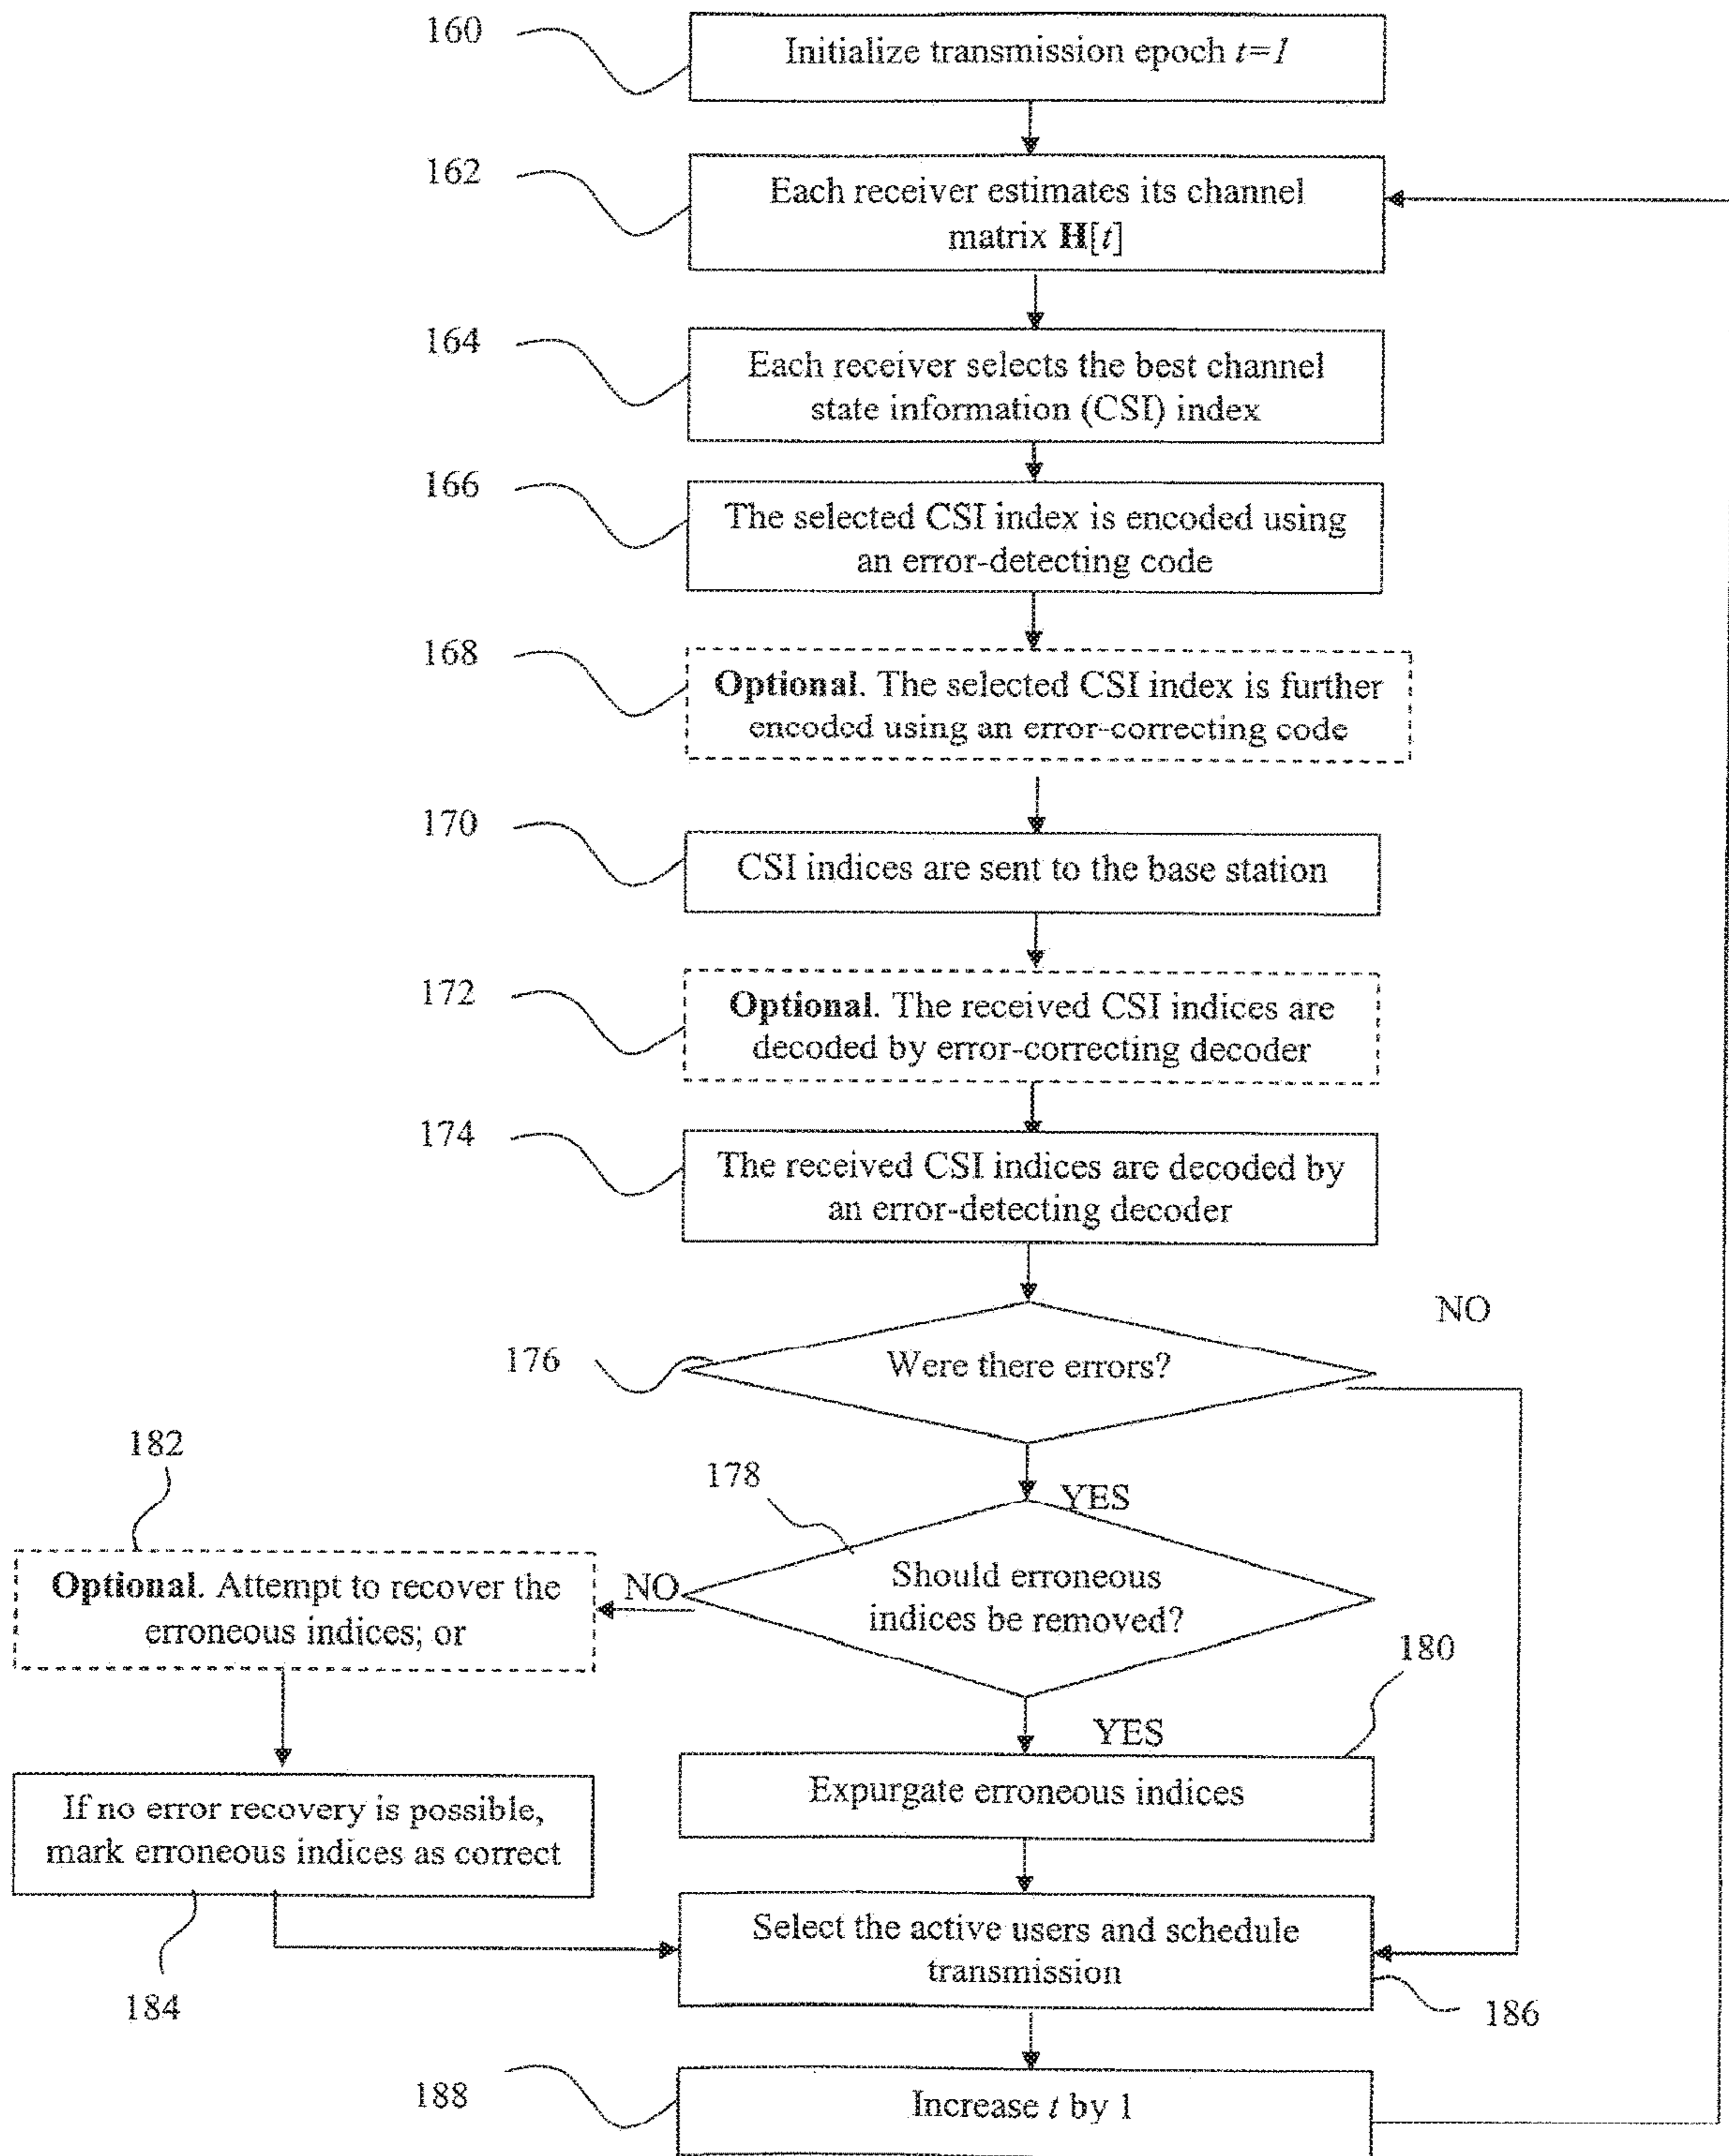 160
Initialize transmission epoch t=1
162
Each receiver estimates its channel
matrix H[t]
164
Each receiver selects the best channel
state information (CSI) index
166
The selected CSI index is encoded using
an error-detecting code
168
Optional. The selected CSI index is further
encoded using an error-correcting code
170
CSI indices are sent to the base station
172
Optional. The received CSI indices are
decoded by error-correcting decoder
174
The received CSI indices are decoded by
an error-detecting decoder
NO
176
Were there errors?
182
178
YES
Optional. Attempt to recover the
erroneous indices; or
NO
Should erroneous
indices be removed?
180
YES
If no error recovery is possible,
mark erroneous indices as correct
Expurgate erroneous indices
184
Select the active users and schedule
transmission
186
188
Increase t by 1